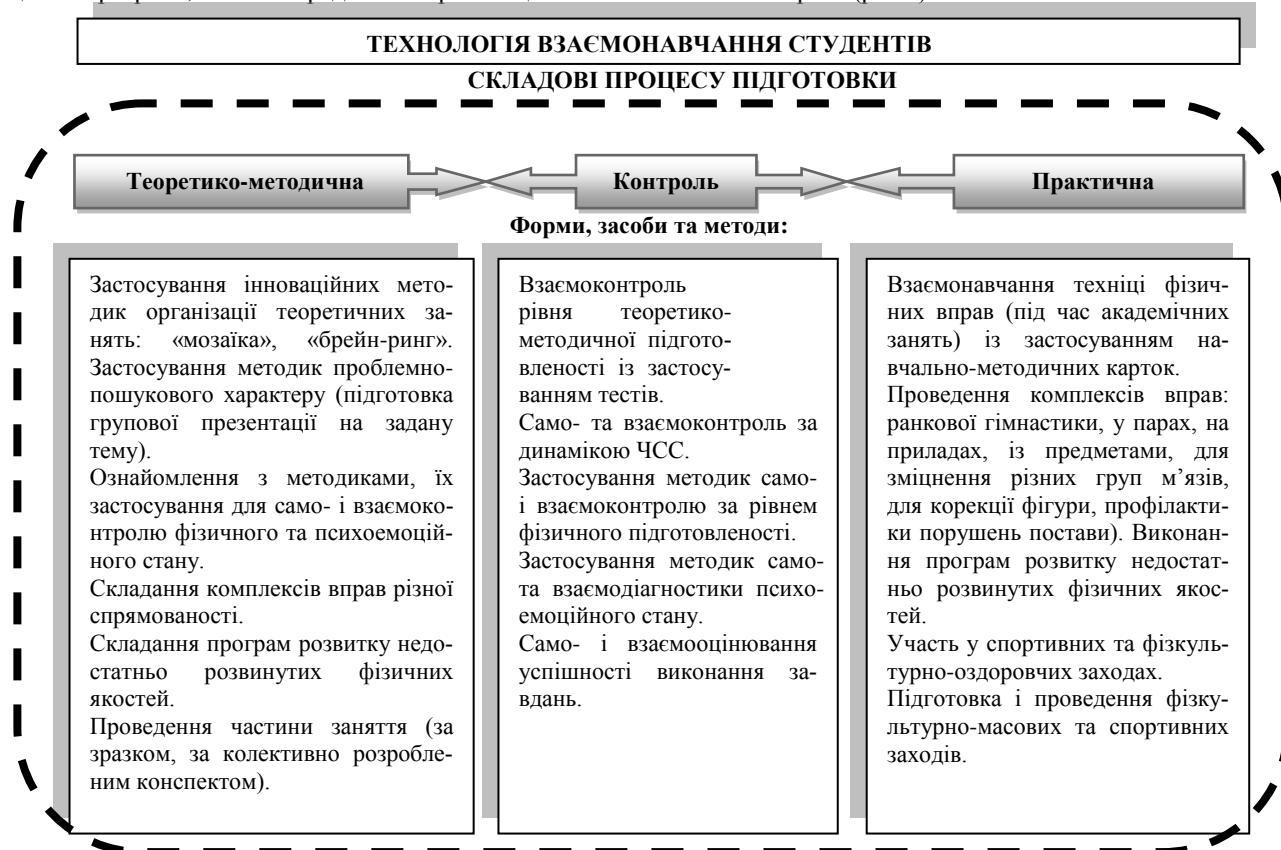 ТЕХНОЛОГІЯ ВЗАЄМОНАВЧАННЯ СТУДЕНТІВ
СКЛАДОВІ ПРОЦЕСУ ПІДГОТОВКИ
Теоретико-методична
Контроль
Практична
Форми, засоби та методи:
Застосування інноваційних мето-
дик організації теоретичних за-
нять: «мозаїка», «брейн-ринг».
Застосування методик проблемно-
пошукового характеру (підготовка
групової презентації на задану
тему).
Ознайомлення з методиками, їх
застосування для само- і взаємоко-
нтролю фізичного та психоемоцій-
ного стану.
Складання комплексів вправ різної
спрямованості.
Складання програм розвитку недо-
статньо розвинутих фізичних
якостей.
Проведення частини заняття (за
зразком, за колективно розробле-
ним конспектом).
Взаємоконтроль
рівня теоретико-
методичної підгото-
вленості із застосу-
ванням тестів.
Само- та взаємоконтроль за
динамікою ЧСС.
Застосування методик само-
і взаємоконтролю за рівнем
фізичного підготовленості.
Застосування методик само-
та взаємодіагностики психо-
емоційного стану.
Само- і взаємооцінювання
успішності виконання за-
вдань.
Взаємонавчання техніці фізич-
них вправ (під час академічних
занять) із застосуванням на-
вчально-методичних карток.
Проведення комплексів вправ:
ранкової гімнастики, у парах, на
приладах, із предметами, для
зміцнення різних груп м’язів,
для корекції фігури, профілакти-
ки порушень постави). Виконан-
ня програм розвитку недостат-
ньо розвинутих фізичних якос-
тей.
Участь у спортивних та фізкуль-
турно-оздоровчих заходах.
Підготовка і проведення фізку-
льтурно-масових та спортивних
заходів.